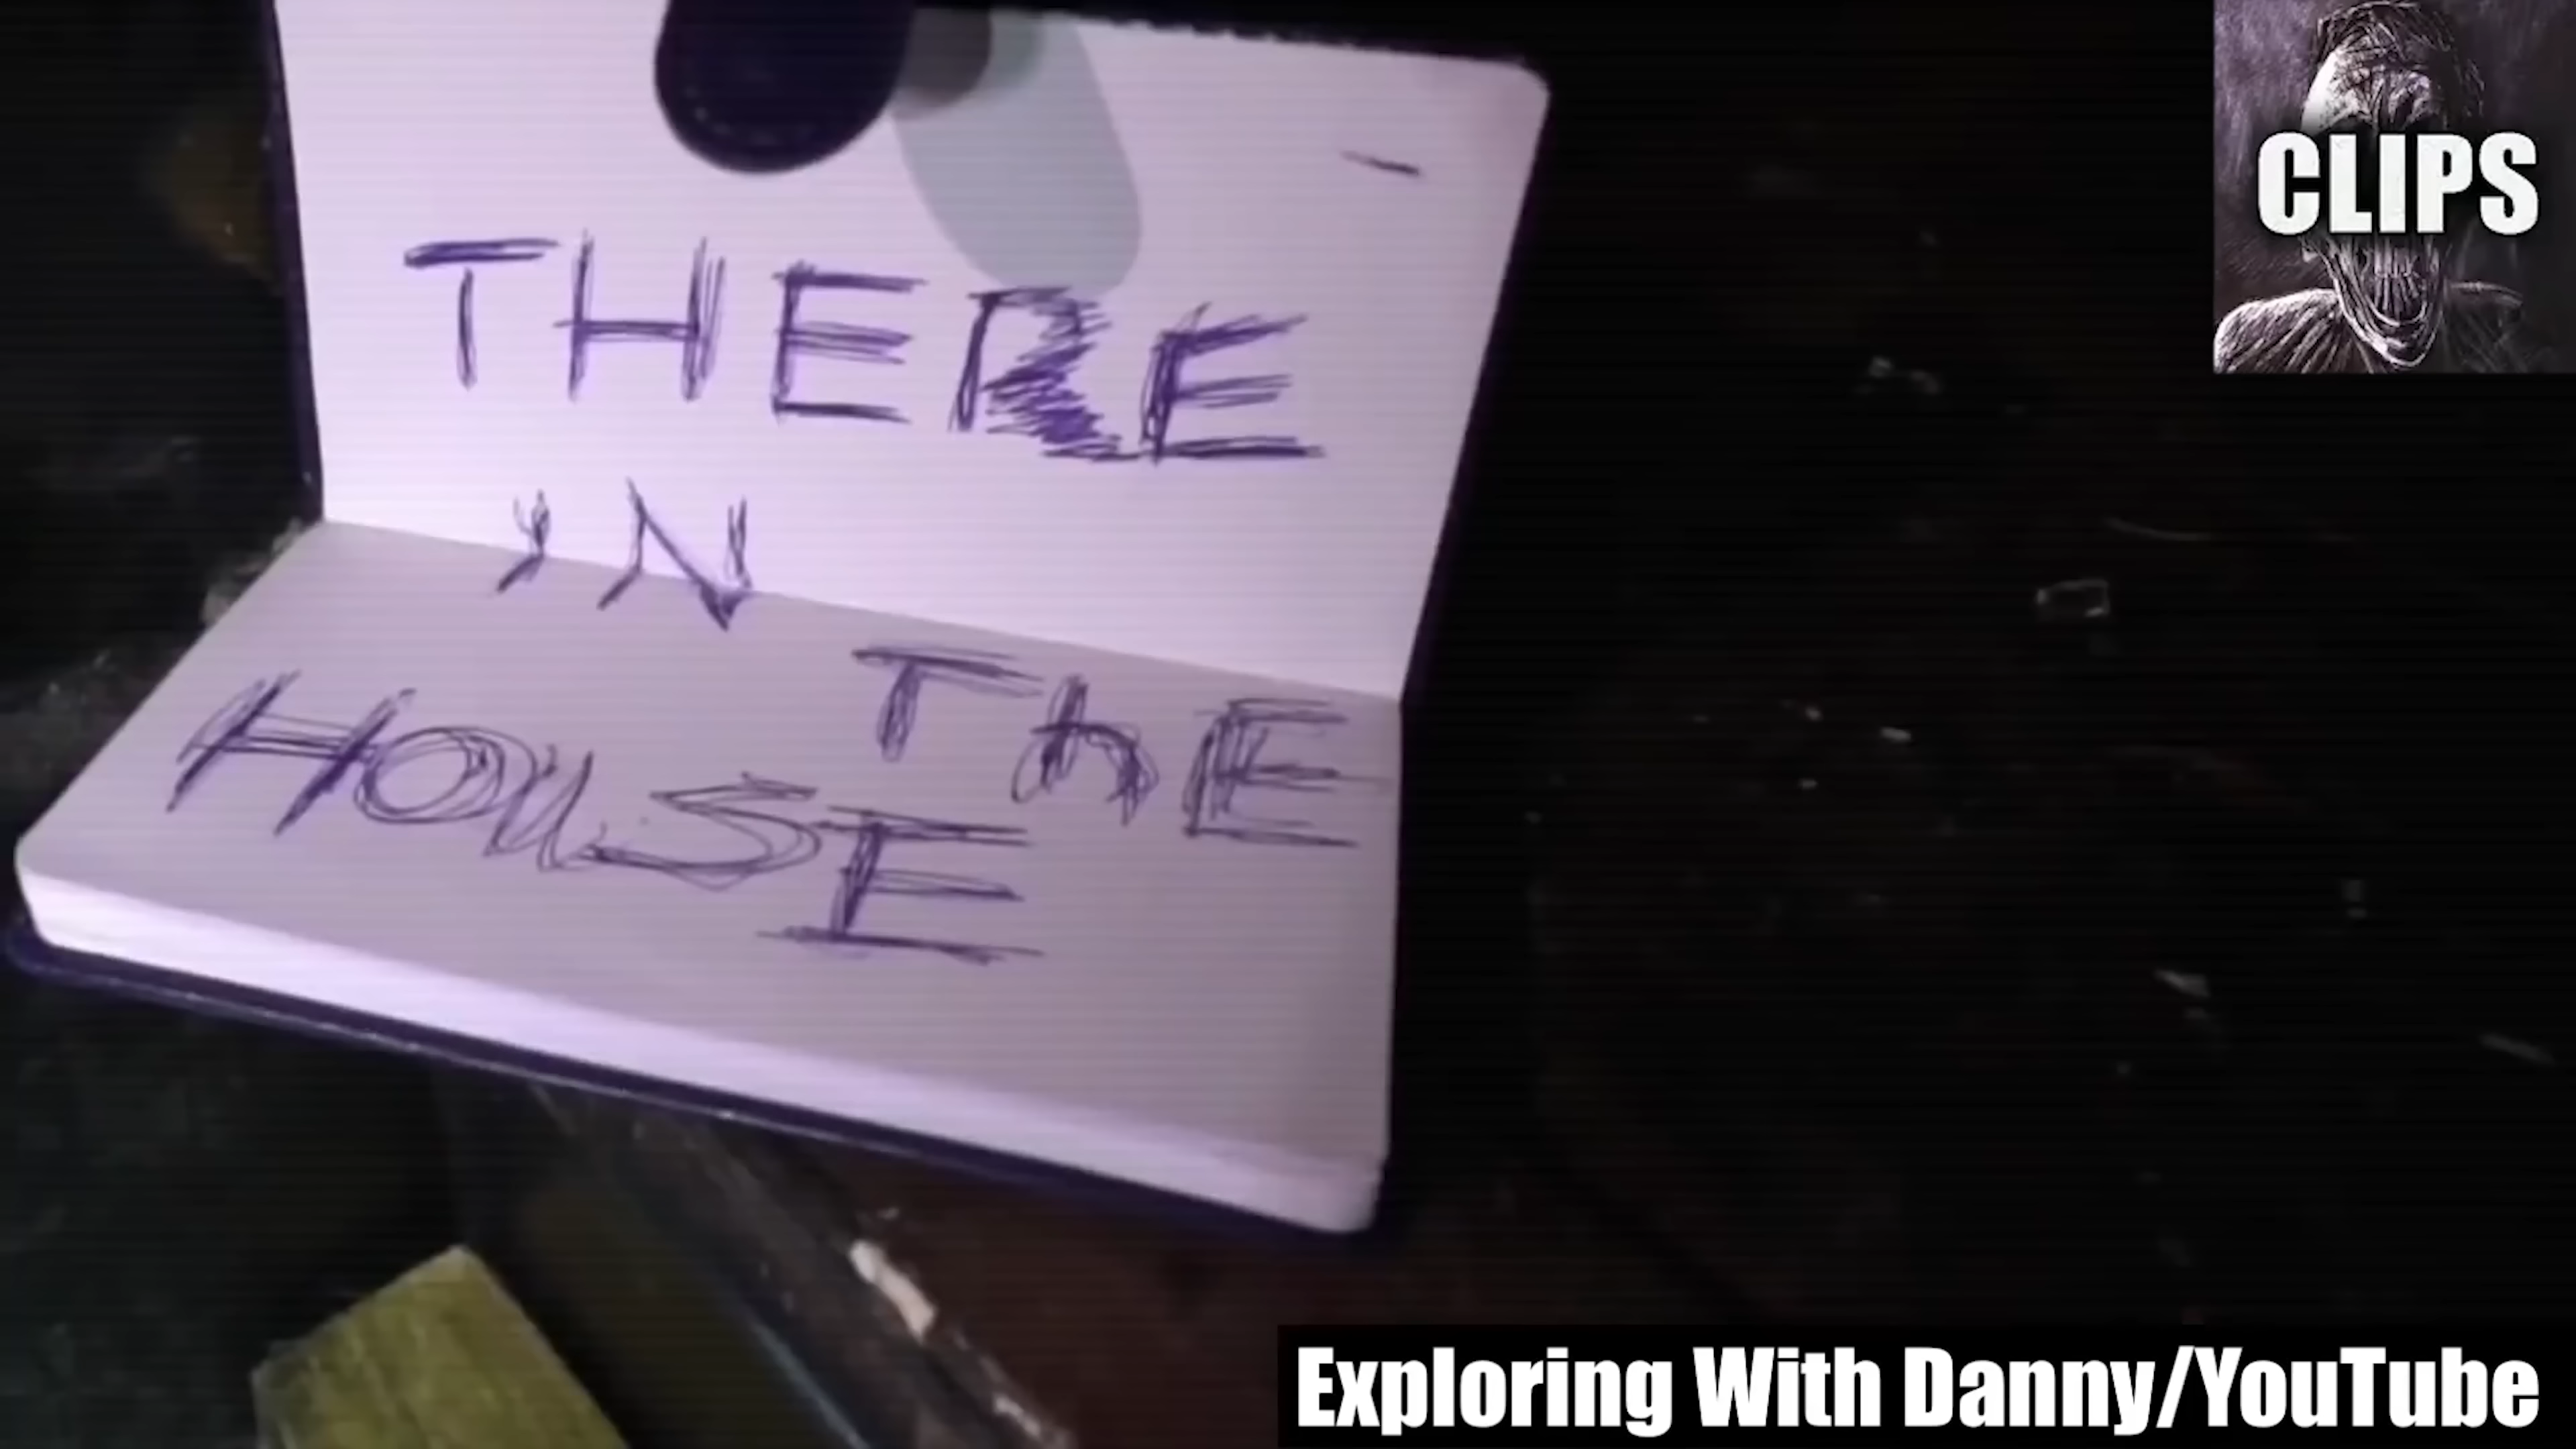 CLIPS
THERE
IN
ThE
HOuSE
Exploring With Danny/YouTube